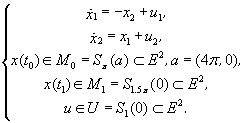 ẋ₁ = −x₂ + u₁,
ẋ₂ = x₁ + u₂,
x(t₀) ∈ M₀ = S_π(a) ⊂ E², a = (4π, 0),
x(t₁) ∈ M₁ = S_{1.5π}(0) ⊂ E²,
u ∈ U = S₁(0) ⊂ E².